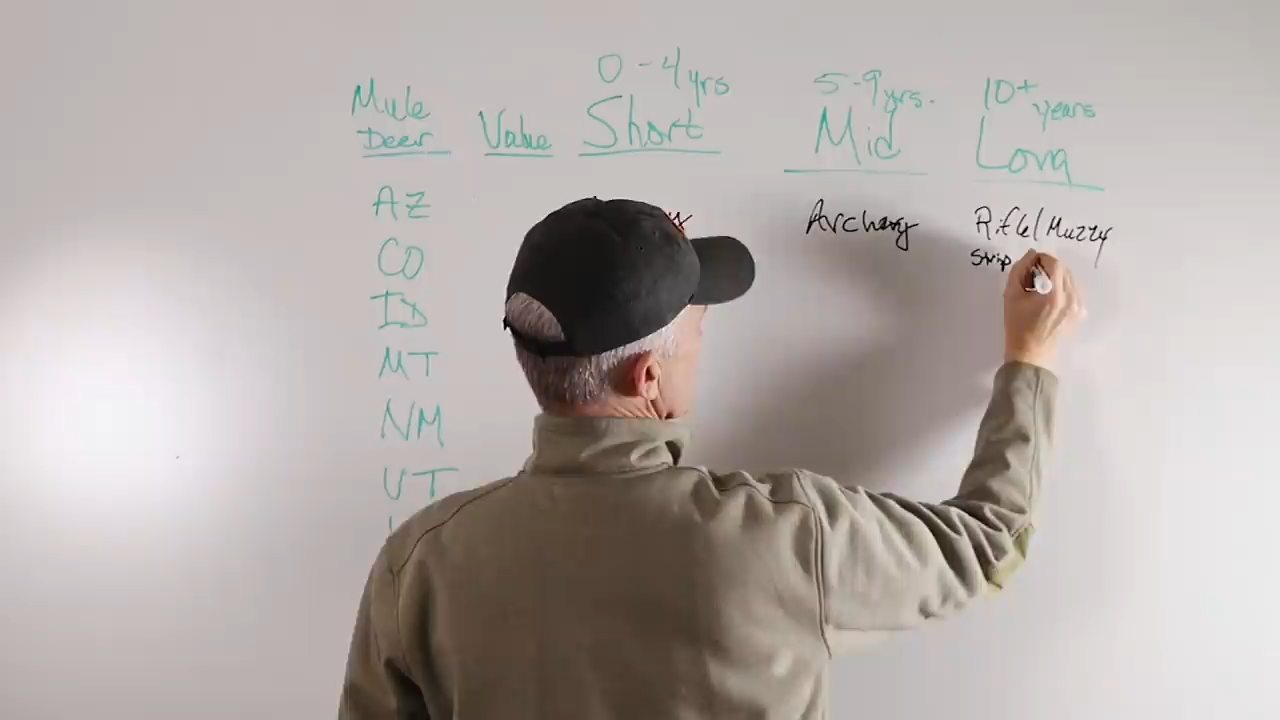 0-4 yrs 5-9 yrs. 10+ years
Mule Deer Value Short Mid Long
AZ Archery Rifle/Muzzy
Strip
CO
ID
MT
NM
UT